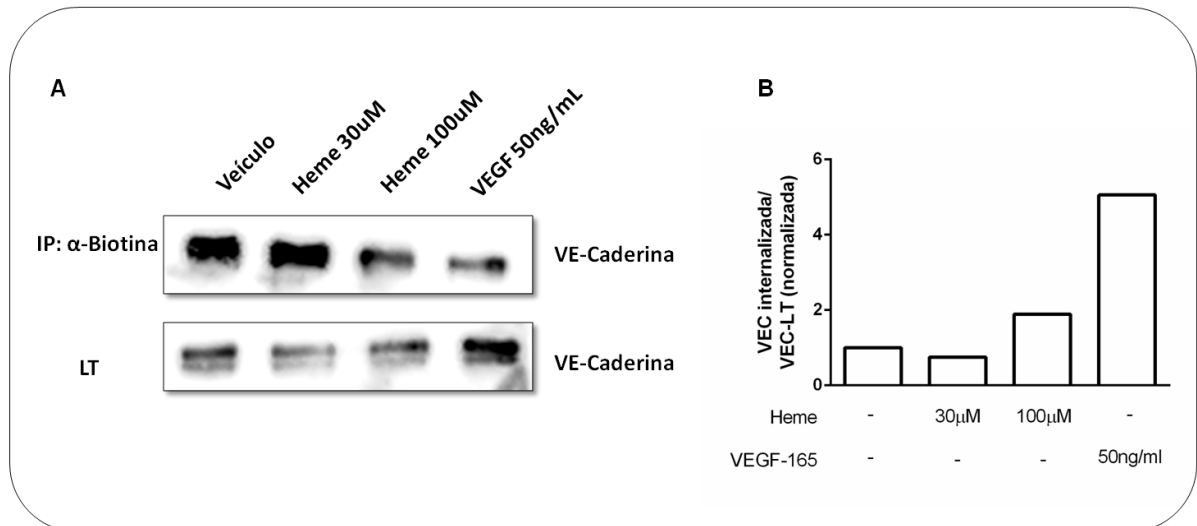 A
Veículo
Heme 30uM
Heme 100uM
VEGF 50ng/mL
IP: α-Biotina
VE-Caderina
LT
VE-Caderina
B
VEC internalizada/
VEC-LT (normalizada)
6
4
2
0
Heme - 30µM 100µM -
VEGF-165 - - - 50ng/ml